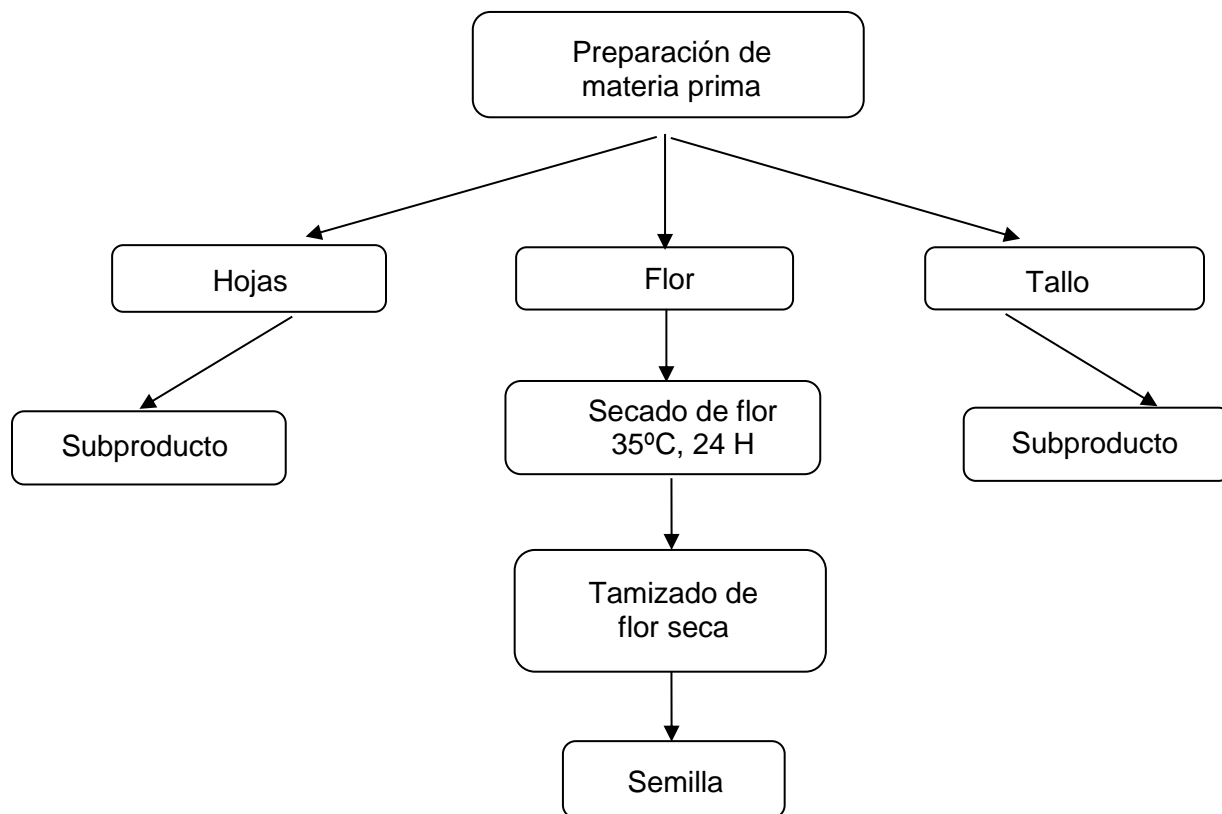 Preparación de
materia prima
Hojas
Flor
Tallo
Subproducto
Secado de flor
35ºC, 24 H
Subproducto
Tamizado de
flor seca
Semilla